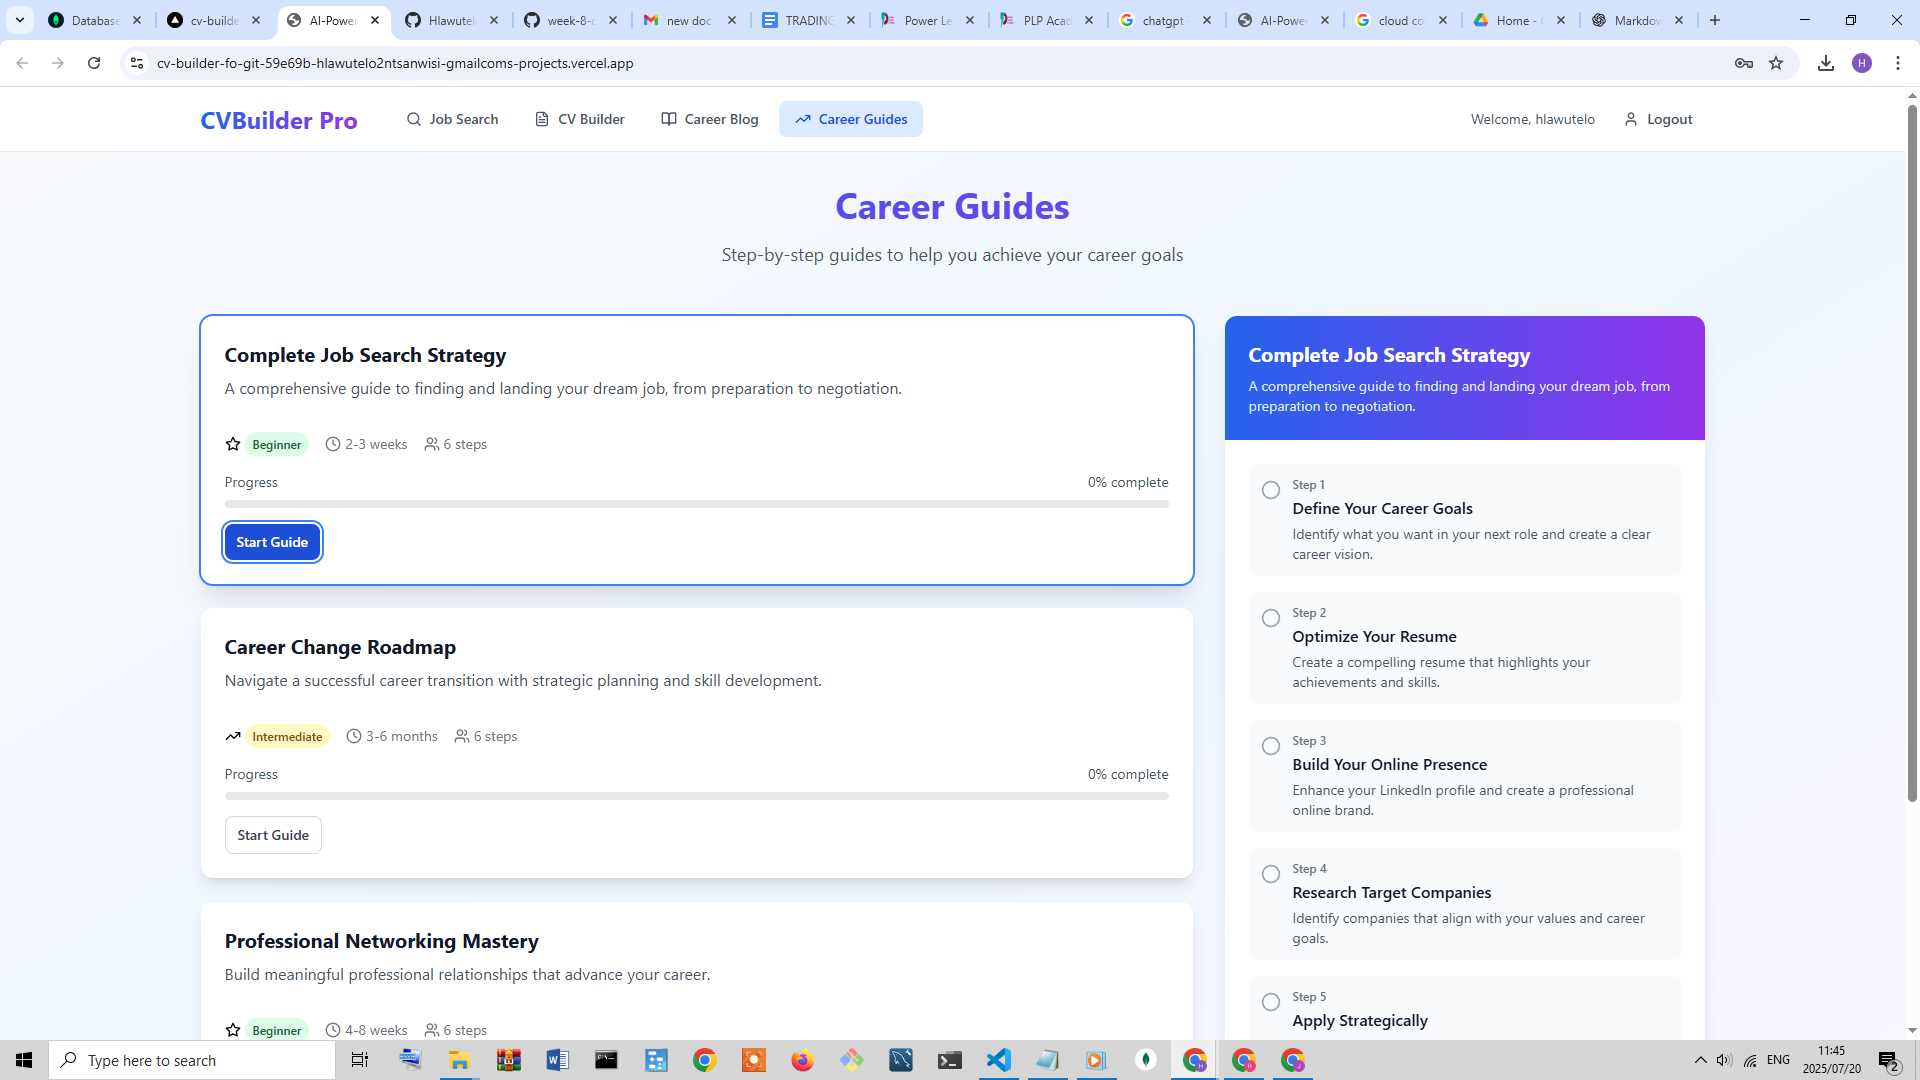 Database
cv-builde
AI-Power
Hlawutel
week-8-c
new doc
TRADING
Power Le
PLP Acad
chatgpt
AI-Power
cloud co
Home -
Markdow
cv-builder-fo-git-59e69b-hlawutelo2ntsanwisi-gmailcoms-projects.vercel.app
H
CVBuilder Pro
Job Search
CV Builder
Career Blog
Career Guides
Welcome, hlawutelo
Logout
Career Guides
Step-by-step guides to help you achieve your career goals
Complete Job Search Strategy
A comprehensive guide to finding and landing your dream job, from preparation to negotiation.
Beginner
2-3 weeks
6 steps
Progress
0% complete
Start Guide
Career Change Roadmap
Navigate a successful career transition with strategic planning and skill development.
Intermediate
3-6 months
6 steps
Progress
0% complete
Start Guide
Professional Networking Mastery
Build meaningful professional relationships that advance your career.
Beginner
4-8 weeks
6 steps
Complete Job Search Strategy
A comprehensive guide to finding and landing your dream job, from
preparation to negotiation.
Step 1
Define Your Career Goals
Identify what you want in your next role and create a clear
career vision.
Step 2
Optimize Your Resume
Create a compelling resume that highlights your
achievements and skills.
Step 3
Build Your Online Presence
Enhance your LinkedIn profile and create a professional
online brand.
Step 4
Research Target Companies
Identify companies that align with your values and career
goals.
Step 5
Apply Strategically
Type here to search
ENG
11:45
2025/07/20
2